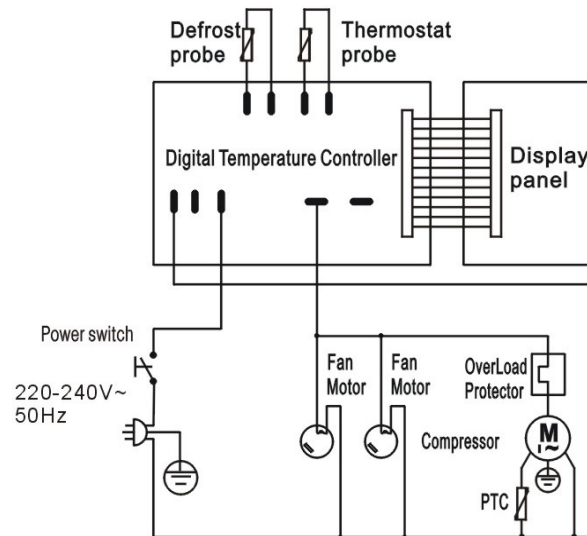 Defrost
probe
Thermostat
probe
Digital Temperature Controller
Display
panel
Power switch
220-240V~
50Hz
Fan
Motor
Fan
Motor
OverLoad
Protector
Compressor
M
1~
PTC